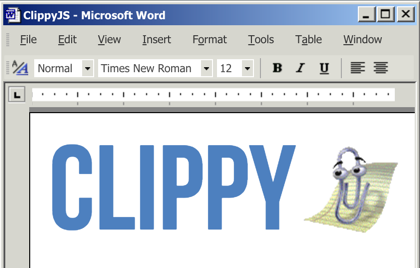 ClippyJS - Microsoft Word
File Edit View Insert Format Tools Table Window
Normal Times New Roman 12 B I U
CLIPPY